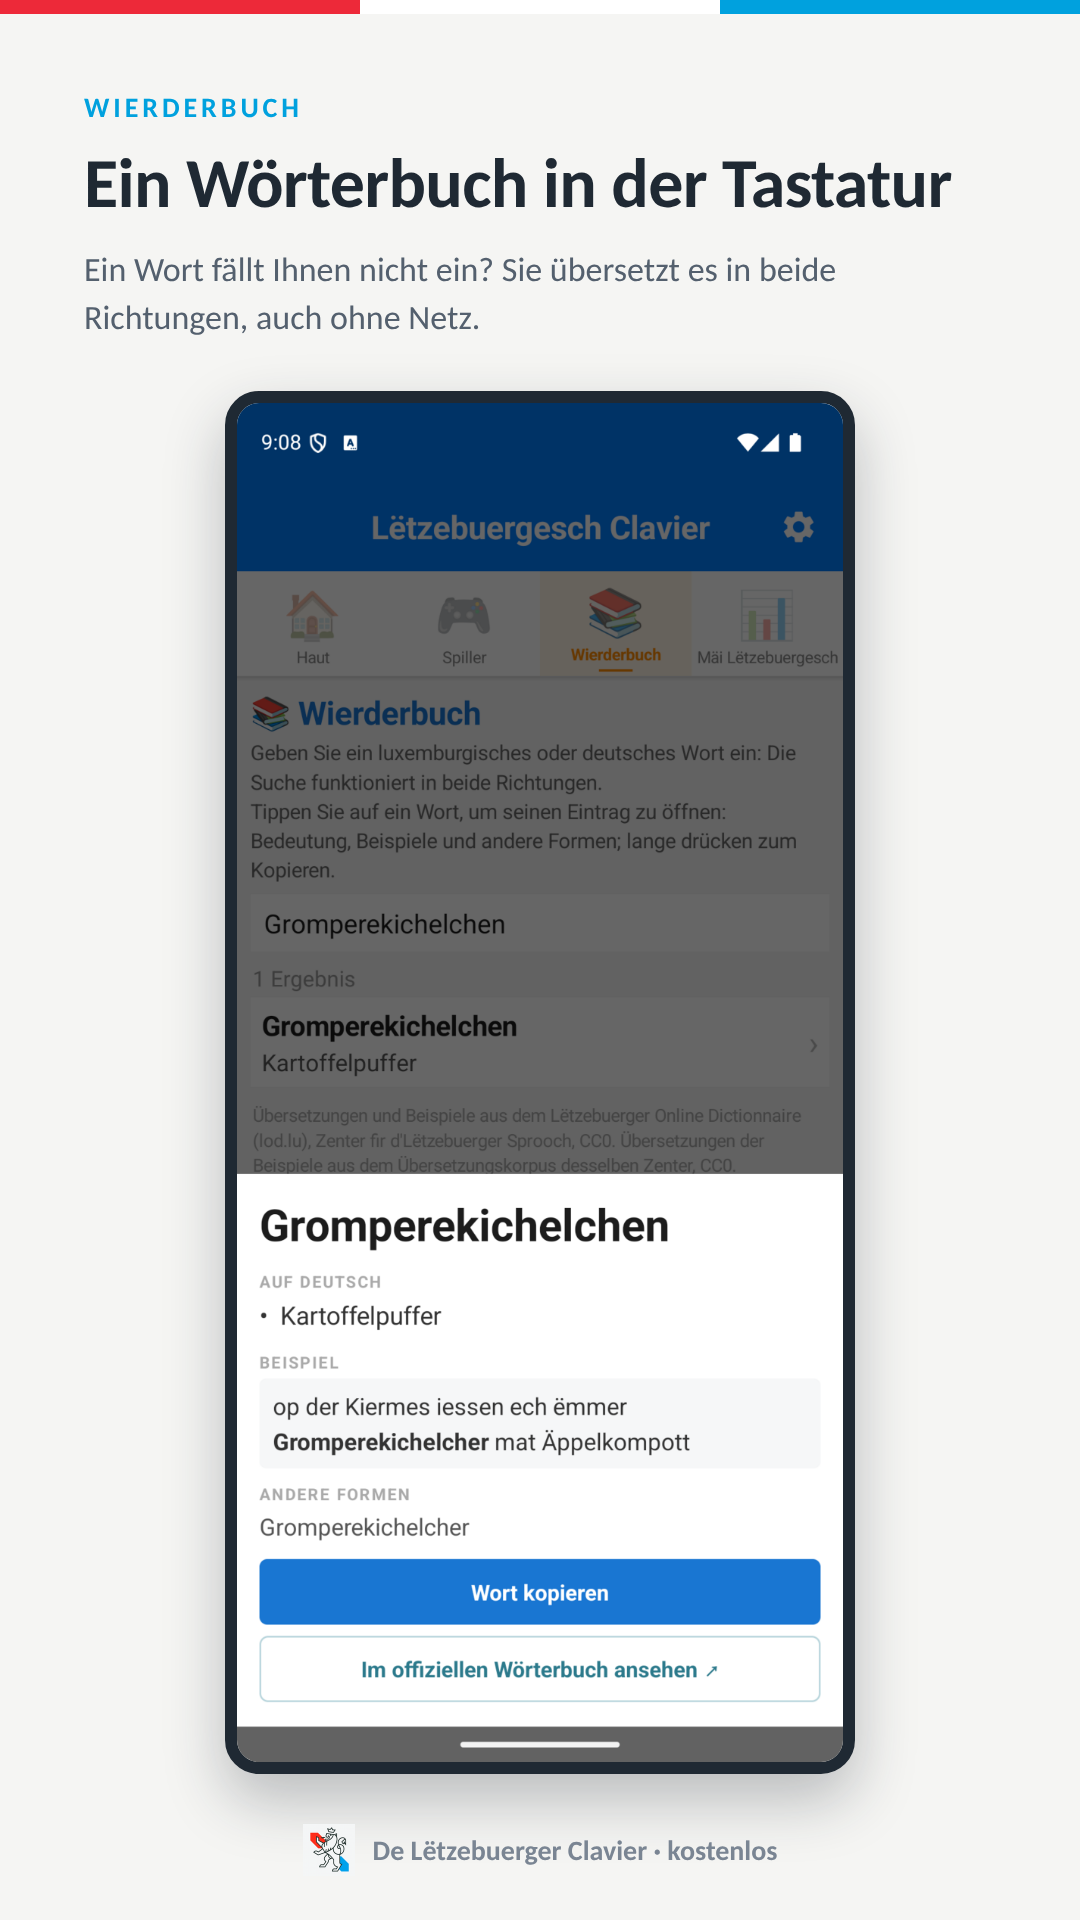 WIERDERBUCH
Ein Wörterbuch in der Tastatur
Ein Wort fällt Ihnen nicht ein? Sie übersetzt es in beide
Richtungen, auch ohne Netz.
9:08
Lëtzebuergesch Clavier
Haut
Spiller
Wierderbuch
Mäi Lëtzebuergesch
Wierderbuch
Geben Sie ein luxemburgisches oder deutsches Wort ein: Die
Suche funktioniert in beide Richtungen.
Tippen Sie auf ein Wort, um seinen Eintrag zu öffnen:
Bedeutung, Beispiele und andere Formen; lange drücken zum
Kopieren.
Gromperekichelchen
1 Ergebnis
Gromperekichelchen
Kartoffelpuffer
Übersetzungen und Beispiele aus dem Lëtzebuerger Online Dictionnaire
(lod.lu), Zenter fir d'Lëtzebuerger Sprooch, CC0. Übersetzungen der
Beispiele aus dem Übersetzungskorpus desselben Zenter, CC0.
Gromperekichelchen
AUF DEUTSCH
• Kartoffelpuffer
BEISPIEL
op der Kiermes iessen ech ëmmer
Gromperekichelcher mat Äppelkompott
ANDERE FORMEN
Gromperekichelcher
Wort kopieren
Im offiziellen Wörterbuch ansehen ↗
De Lëtzebuerger Clavier · kostenlos